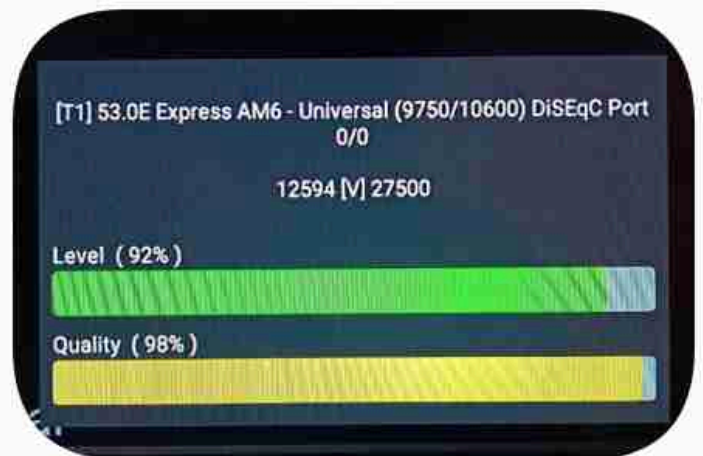 [T1] 53.0E Express AM6 - Universal (9750/10600) DiSEqC Port
0/0
12594 [V] 27500
Level ( 92% )
Quality ( 98% )